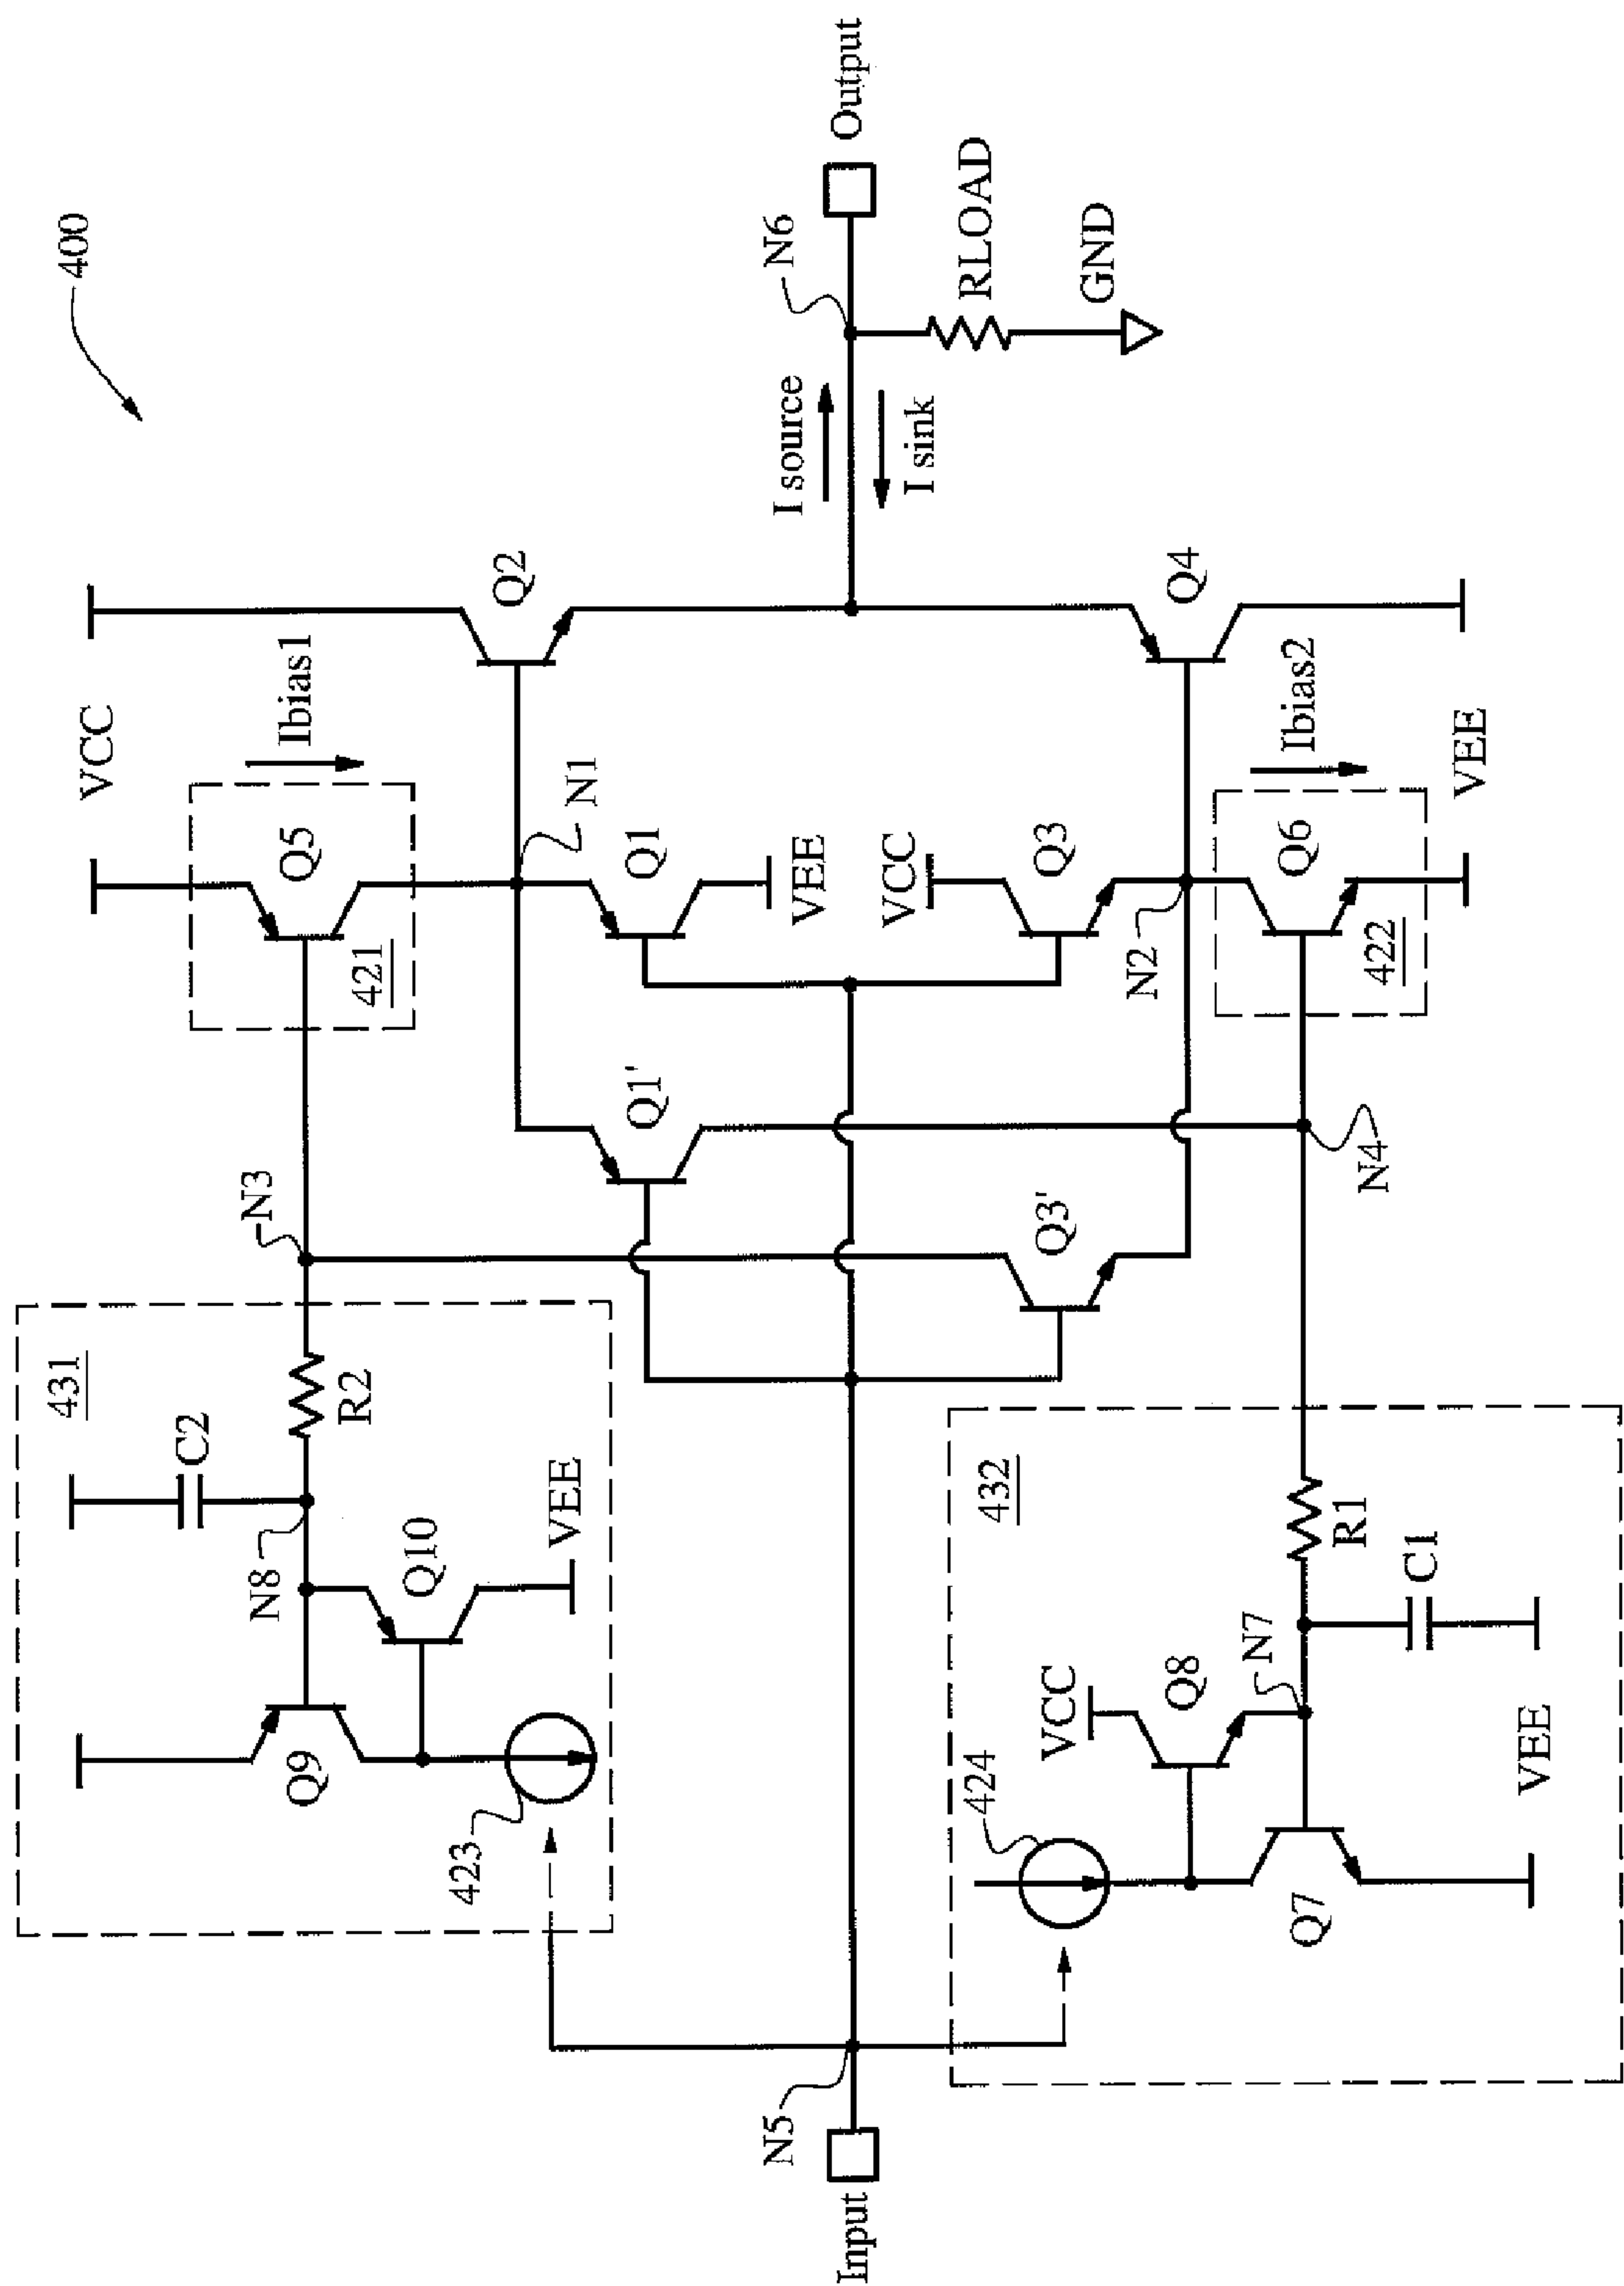 400
VCC
431
C2
N3
Q5
Ibias1
421
Q9
N8
R2
Q10
VEE
423
N1
Q2
Q1'
Q1
VEE
N5
Input
I source
N6
Output
I sink
RLOAD
GND
424
VCC
432
Q8
Q3'
VCC
Q3
N2
Q4
N7
R1
C1
N4
Q6
422
Ibias2
Q7
VEE
VEE